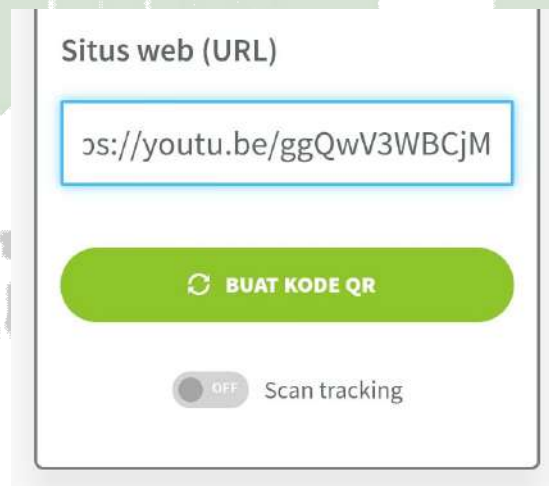 Situs web (URL)
ps://youtu.be/ggQwV3WBCjM
BUAT KODE QR
OFF
Scan tracking